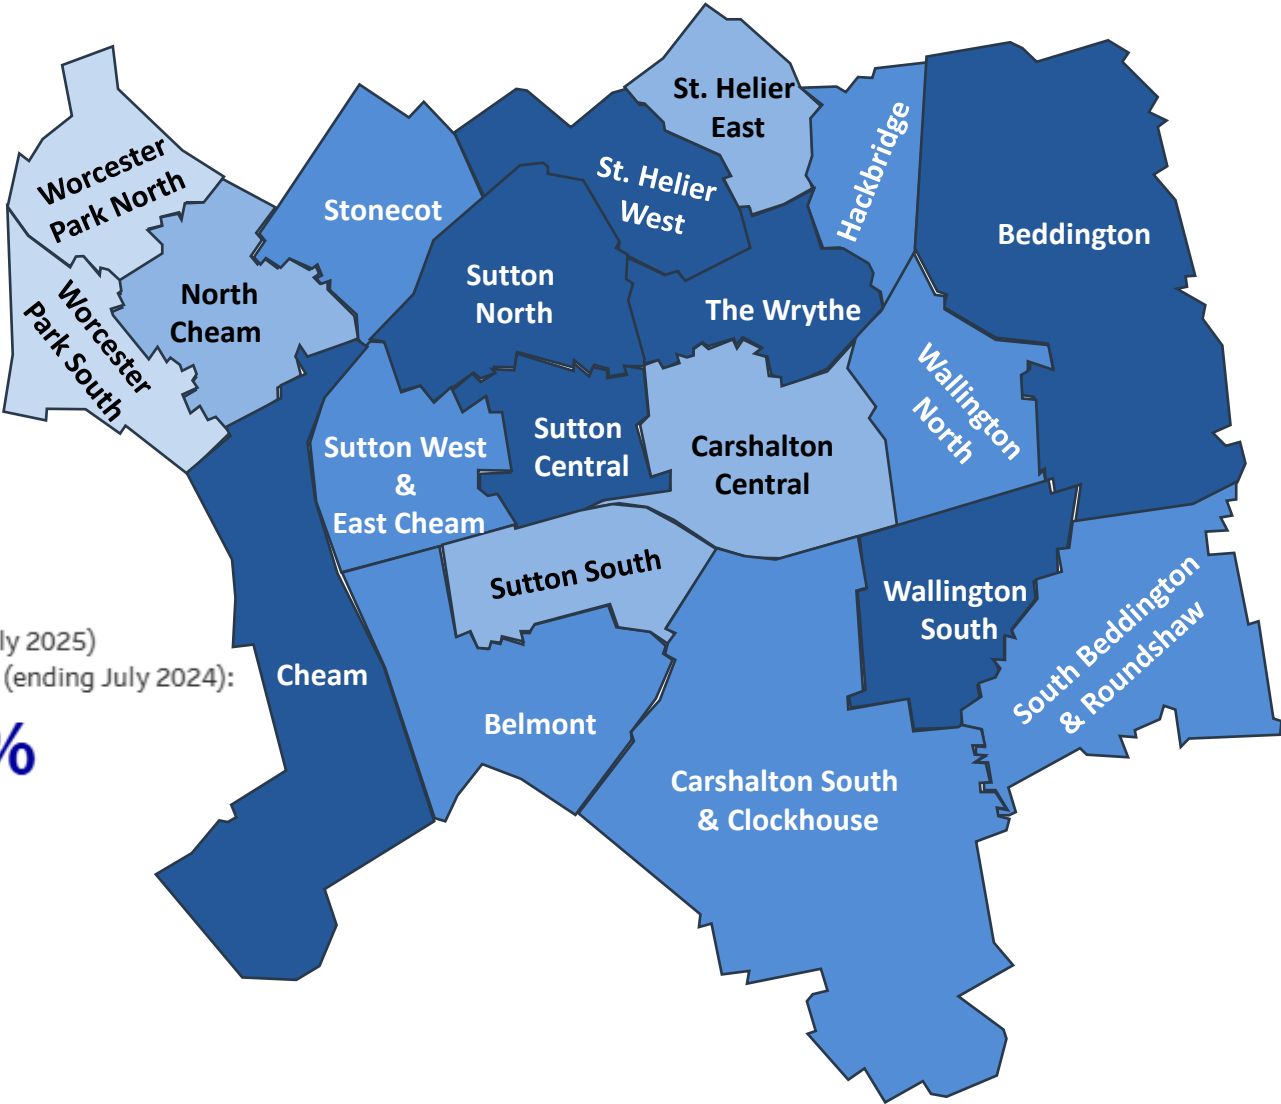 St. Helier
East
Worcester
Park North
Stonecot
St. Helier
West
Hackbridge
Beddington
North
Cheam
Sutton
North
The Wrythe
Worcester
Park South
Wallington
North
Sutton West
&
East Cheam
Sutton
Central
Carshalton
Central
Sutton South
Wallington
South
South Beddington
& Roundshaw
ly 2025)
(ending July 2024):
%
Cheam
Belmont
Carshalton South
& Clockhouse